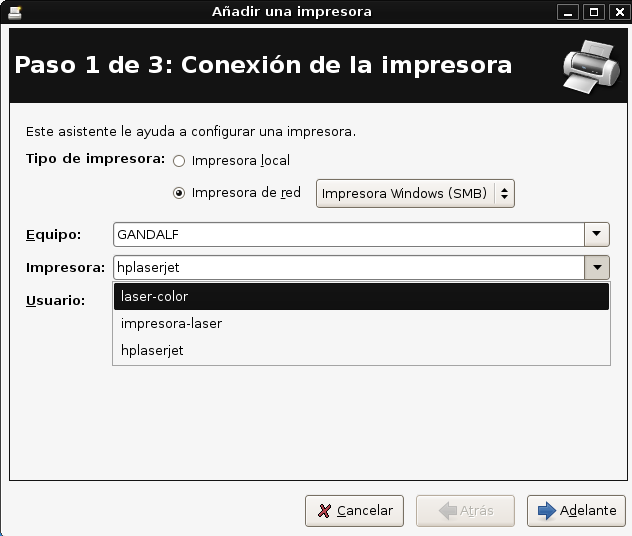 Añadir una impresora
Paso 1 de 3: Conexión de la impresora
Este asistente le ayuda a configurar una impresora.
Tipo de impresora: Impresora local
Impresora de red Impresora Windows (SMB)
Equipo: GANDALF
Impresora: hplaserjet
Usuario: laser-color
impresora-laser
hplaserjet
Cancelar Atrás Adelante